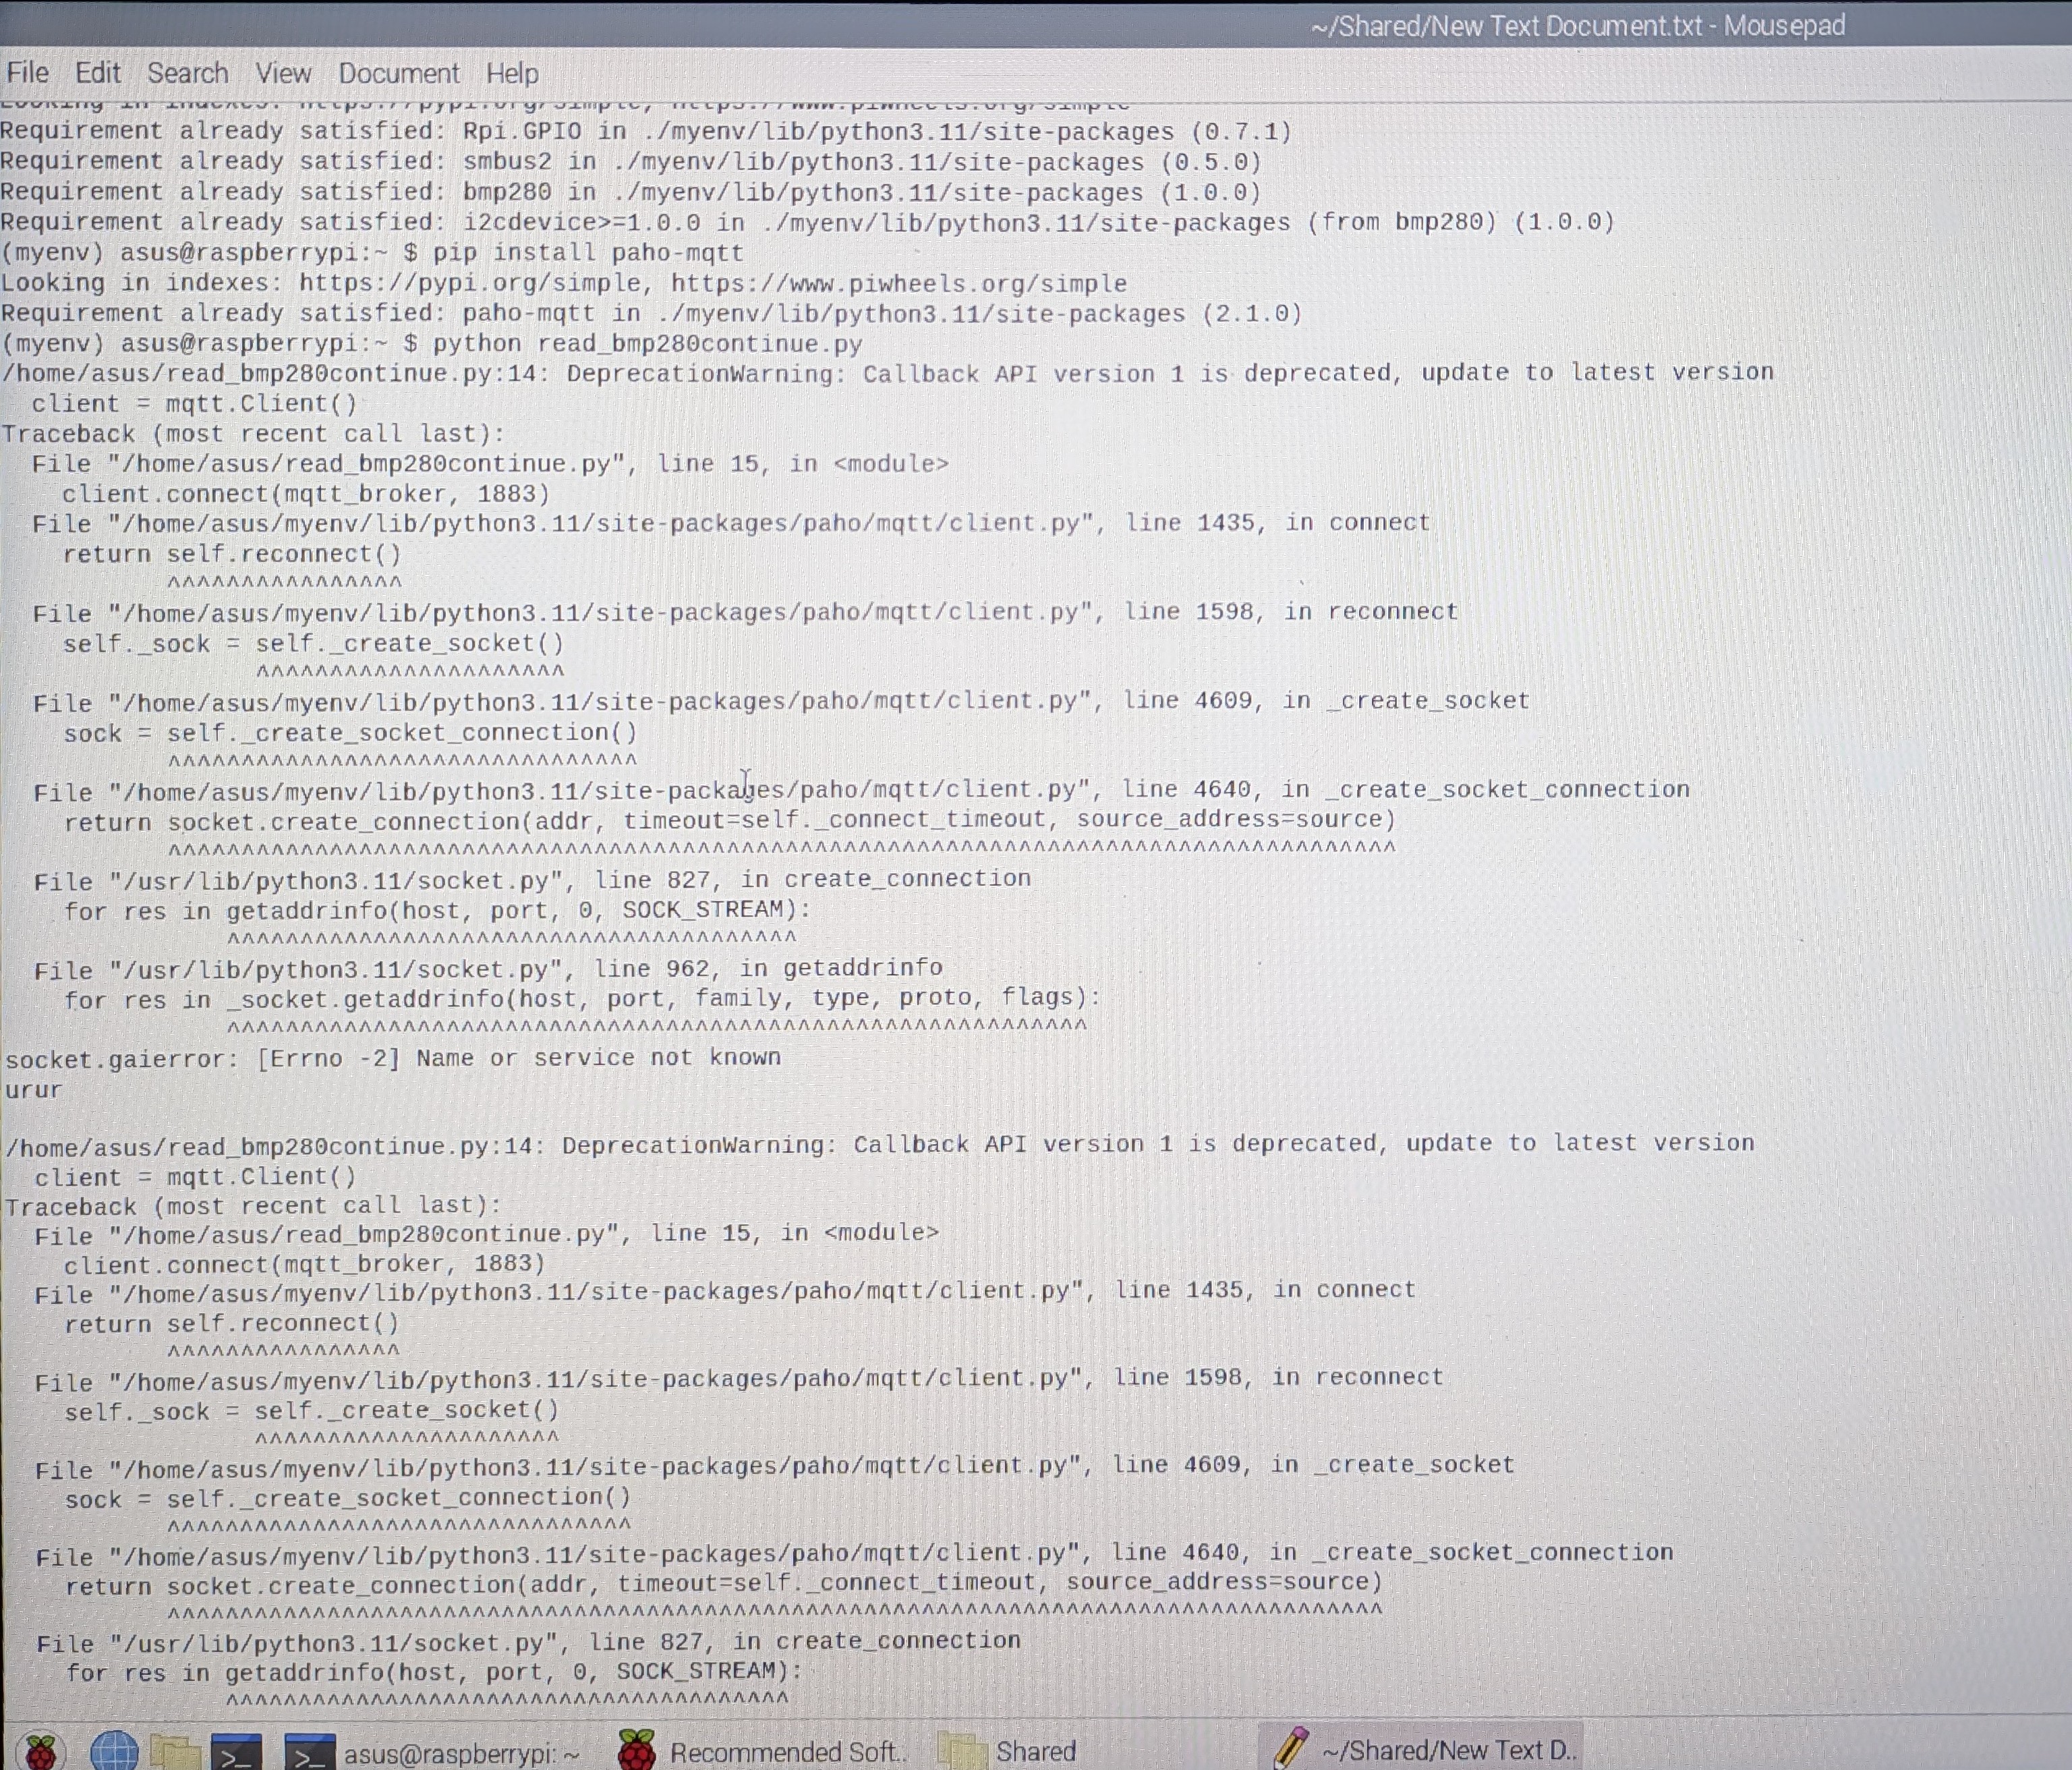 ~/Shared/New Text Document.txt - Mousepad
File Edit Search View Document Help
Looking in indexes: https://pypi.org/simple, https://www.piwheels.org/simple
Requirement already satisfied: Rpi.GPIO in ./myenv/lib/python3.11/site-packages (0.7.1)
Requirement already satisfied: smbus2 in ./myenv/lib/python3.11/site-packages (0.5.0)
Requirement already satisfied: bmp280 in ./myenv/lib/python3.11/site-packages (1.0.0)
Requirement already satisfied: i2cdevice>=1.0.0 in ./myenv/lib/python3.11/site-packages (from bmp280) (1.0.0)
(myenv) asus@raspberrypi:~ $ pip install paho-mqtt
Looking in indexes: https://pypi.org/simple, https://www.piwheels.org/simple
Requirement already satisfied: paho-mqtt in ./myenv/lib/python3.11/site-packages (2.1.0)
(myenv) asus@raspberrypi:~ $ python read_bmp280continue.py
/home/asus/read_bmp280continue.py:14: DeprecationWarning: Callback API version 1 is deprecated, update to latest version
  client = mqtt.Client()
Traceback (most recent call last):
  File "/home/asus/read_bmp280continue.py", line 15, in <module>
    client.connect(mqtt_broker, 1883)
  File "/home/asus/myenv/lib/python3.11/site-packages/paho/mqtt/client.py", line 1435, in connect
    return self.reconnect()
           ^^^^^^^^^^^^^^^^
  File "/home/asus/myenv/lib/python3.11/site-packages/paho/mqtt/client.py", line 1598, in reconnect
    self._sock = self._create_socket()
                 ^^^^^^^^^^^^^^^^^^^^^
  File "/home/asus/myenv/lib/python3.11/site-packages/paho/mqtt/client.py", line 4609, in _create_socket
    sock = self._create_socket_connection()
           ^^^^^^^^^^^^^^^^^^^^^^^^^^^^^^^^
  File "/home/asus/myenv/lib/python3.11/site-packages/paho/mqtt/client.py", line 4640, in _create_socket_connection
    return socket.create_connection(addr, timeout=self._connect_timeout, source_address=source)
           ^^^^^^^^^^^^^^^^^^^^^^^^^^^^^^^^^^^^^^^^^^^^^^^^^^^^^^^^^^^^^^^^^^^^^^^^^^^^^^^^^^^^
  File "/usr/lib/python3.11/socket.py", line 827, in create_connection
    for res in getaddrinfo(host, port, 0, SOCK_STREAM):
               ^^^^^^^^^^^^^^^^^^^^^^^^^^^^^^^^^^^^^^^
  File "/usr/lib/python3.11/socket.py", line 962, in getaddrinfo
    for res in _socket.getaddrinfo(host, port, family, type, proto, flags):
               ^^^^^^^^^^^^^^^^^^^^^^^^^^^^^^^^^^^^^^^^^^^^^^^^^^^^^^^^^^^
socket.gaierror: [Errno -2] Name or service not known
urur
/home/asus/read_bmp280continue.py:14: DeprecationWarning: Callback API version 1 is deprecated, update to latest version
  client = mqtt.Client()
Traceback (most recent call last):
  File "/home/asus/read_bmp280continue.py", line 15, in <module>
    client.connect(mqtt_broker, 1883)
  File "/home/asus/myenv/lib/python3.11/site-packages/paho/mqtt/client.py", line 1435, in connect
    return self.reconnect()
           ^^^^^^^^^^^^^^^^
  File "/home/asus/myenv/lib/python3.11/site-packages/paho/mqtt/client.py", line 1598, in reconnect
    self._sock = self._create_socket()
                 ^^^^^^^^^^^^^^^^^^^^^
  File "/home/asus/myenv/lib/python3.11/site-packages/paho/mqtt/client.py", line 4609, in _create_socket
    sock = self._create_socket_connection()
           ^^^^^^^^^^^^^^^^^^^^^^^^^^^^^^^^
  File "/home/asus/myenv/lib/python3.11/site-packages/paho/mqtt/client.py", line 4640, in _create_socket_connection
    return socket.create_connection(addr, timeout=self._connect_timeout, source_address=source)
           ^^^^^^^^^^^^^^^^^^^^^^^^^^^^^^^^^^^^^^^^^^^^^^^^^^^^^^^^^^^^^^^^^^^^^^^^^^^^^^^^^^^^
  File "/usr/lib/python3.11/socket.py", line 827, in create_connection
    for res in getaddrinfo(host, port, 0, SOCK_STREAM):
               ^^^^^^^^^^^^^^^^^^^^^^^^^^^^^^^^^^^^^^^
>_ >_ asus@raspberrypi: ~ Recommended Soft.. Shared ~/Shared/New Text D..